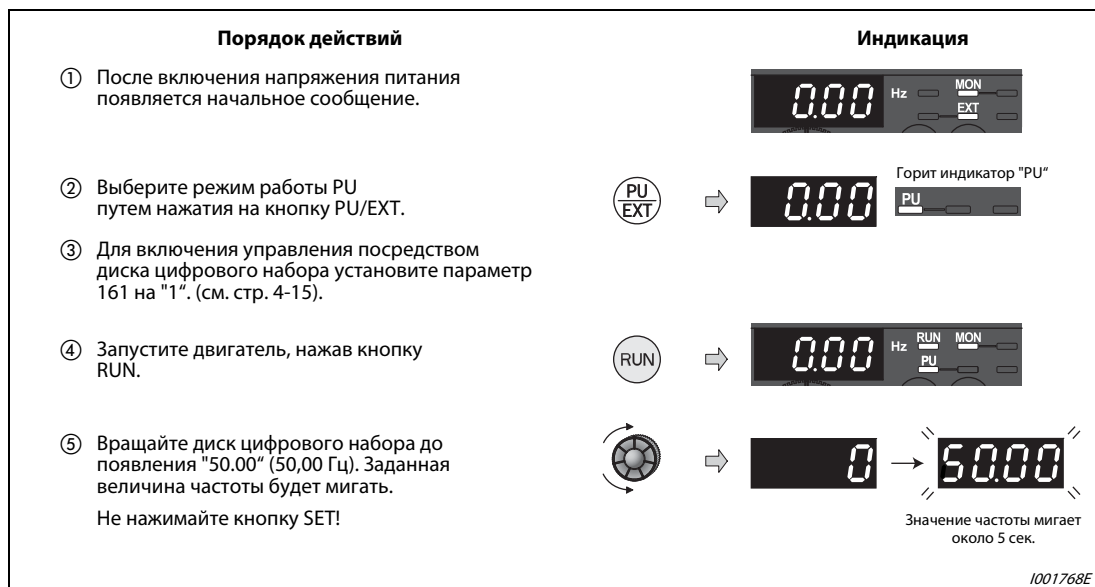 Порядок действий
Индикация
① После включения напряжения питания
появляется начальное сообщение.
0.00 Hz MON
EXT
② Выберите режим работы PU
путем нажатия на кнопку PU/EXT.
PU
EXT
0.00
Горит индикатор "PU“
PU
③ Для включения управления посредством
диска цифрового набора установите параметр
161 на "1“. (см. стр. 4-15).
④ Запустите двигатель, нажав кнопку
RUN.
RUN
0.00 Hz RUN MON
PU
⑤ Вращайте диск цифрового набора до
появления "50.00“ (50,00 Гц). Заданная
величина частоты будет мигать.
Не нажимайте кнопку SET!
0
50.00
Значение частоты мигает
около 5 сек.
I001768E